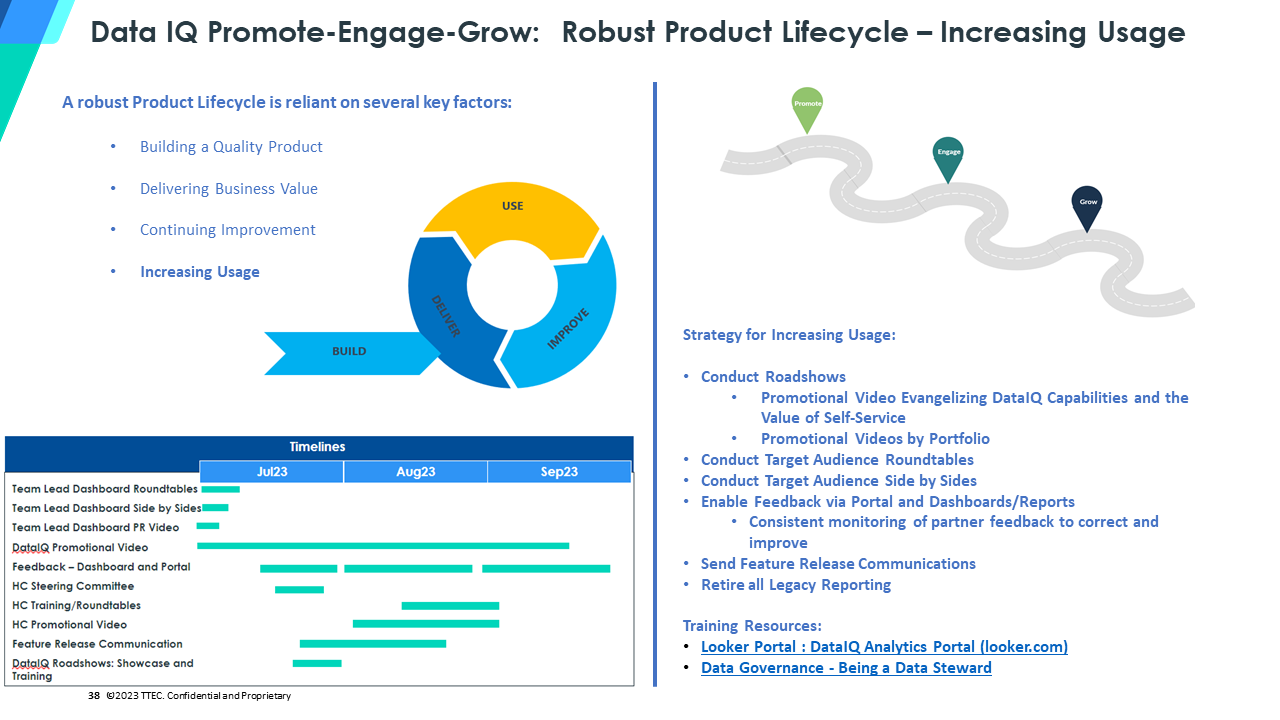 Data IQ Promote-Engage-Grow: Robust Product Lifecycle – Increasing Usage
A robust Product Lifecycle is reliant on several key factors:
• Building a Quality Product
• Delivering Business Value
• Continuing Improvement
• Increasing Usage
USE
DELIVER
IMPROVE
BUILD
Timelines
Jul23 Aug23 Sep23
Team Lead Dashboard Roundtables
Team Lead Dashboard Side by Sides
Team Lead Dashboard PR Video
DataIQ Promotional Video
Feedback – Dashboard and Portal
HC Steering Committee
HC Training/Roundtables
HC Promotional Video
Feature Release Communication
DataIQ Roadshows: Showcase and
Training
Promote
Engage
Grow
Strategy for Increasing Usage:
• Conduct Roadshows
• Promotional Video Evangelizing DataIQ Capabilities and the
Value of Self-Service
• Promotional Videos by Portfolio
• Conduct Target Audience Roundtables
• Conduct Target Audience Side by Sides
• Enable Feedback via Portal and Dashboards/Reports
• Consistent monitoring of partner feedback to correct and
improve
• Send Feature Release Communications
• Retire all Legacy Reporting
Training Resources:
• Looker Portal : DataIQ Analytics Portal (looker.com)
• Data Governance - Being a Data Steward
38 ©2023 TTEC. Confidential and Proprietary